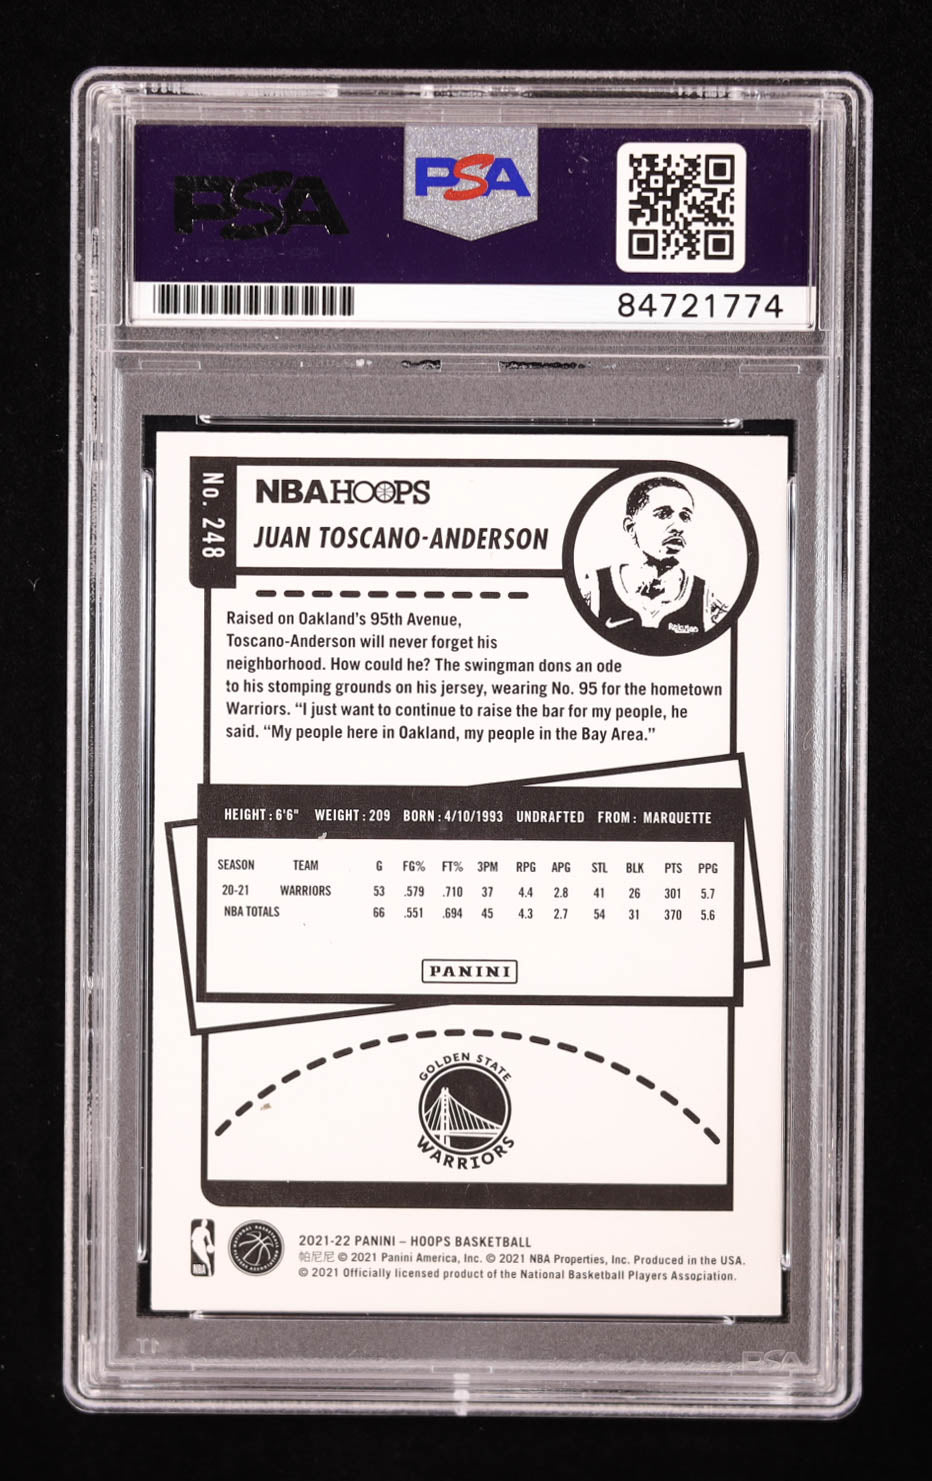 PSA
PSA
84721774
No. 248
NBA HOOPS
JUAN TOSCANO-ANDERSON
Rakuten
Raised on Oakland's 95th Avenue,
Toscano-Anderson will never forget his
neighborhood. How could he? The swingman dons an ode
to his stomping grounds on his jersey, wearing No. 95 for the hometown
Warriors. “I just want to continue to raise the bar for my people, he
said. “My people here in Oakland, my people in the Bay Area.”
HEIGHT: 6'6" WEIGHT: 209 BORN: 4/10/1993 UNDRAFTED FROM: MARQUETTE
SEASON TEAM G FG% FT% 3PM RPG APG STL BLK PTS PPG
20-21 WARRIORS 53 .579 .710 37 4.4 2.8 41 26 301 5.7
NBA TOTALS 66 .551 .694 45 4.3 2.7 54 31 370 5.6
PANINI
GOLDEN STATE
WARRIORS
2021-22 PANINI – HOOPS BASKETBALL
帕尼尼 © 2021 Panini America, Inc. © 2021 NBA Properties, Inc. Produced in the USA.
© 2021 Officially licensed product of the National Basketball Players Association.
PSA